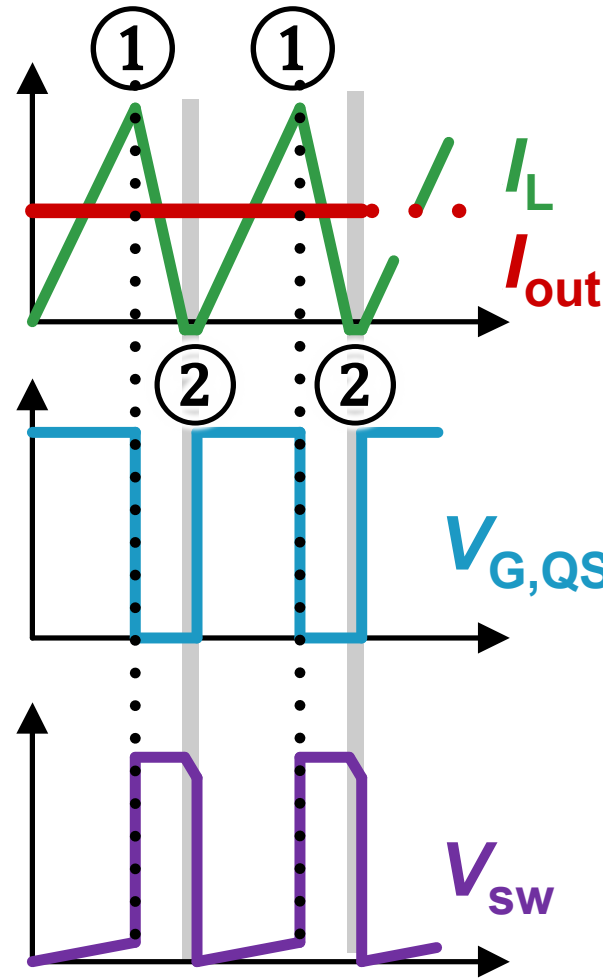 ① ①
I_L
I_out
② ②
V_G,QS
V_sw